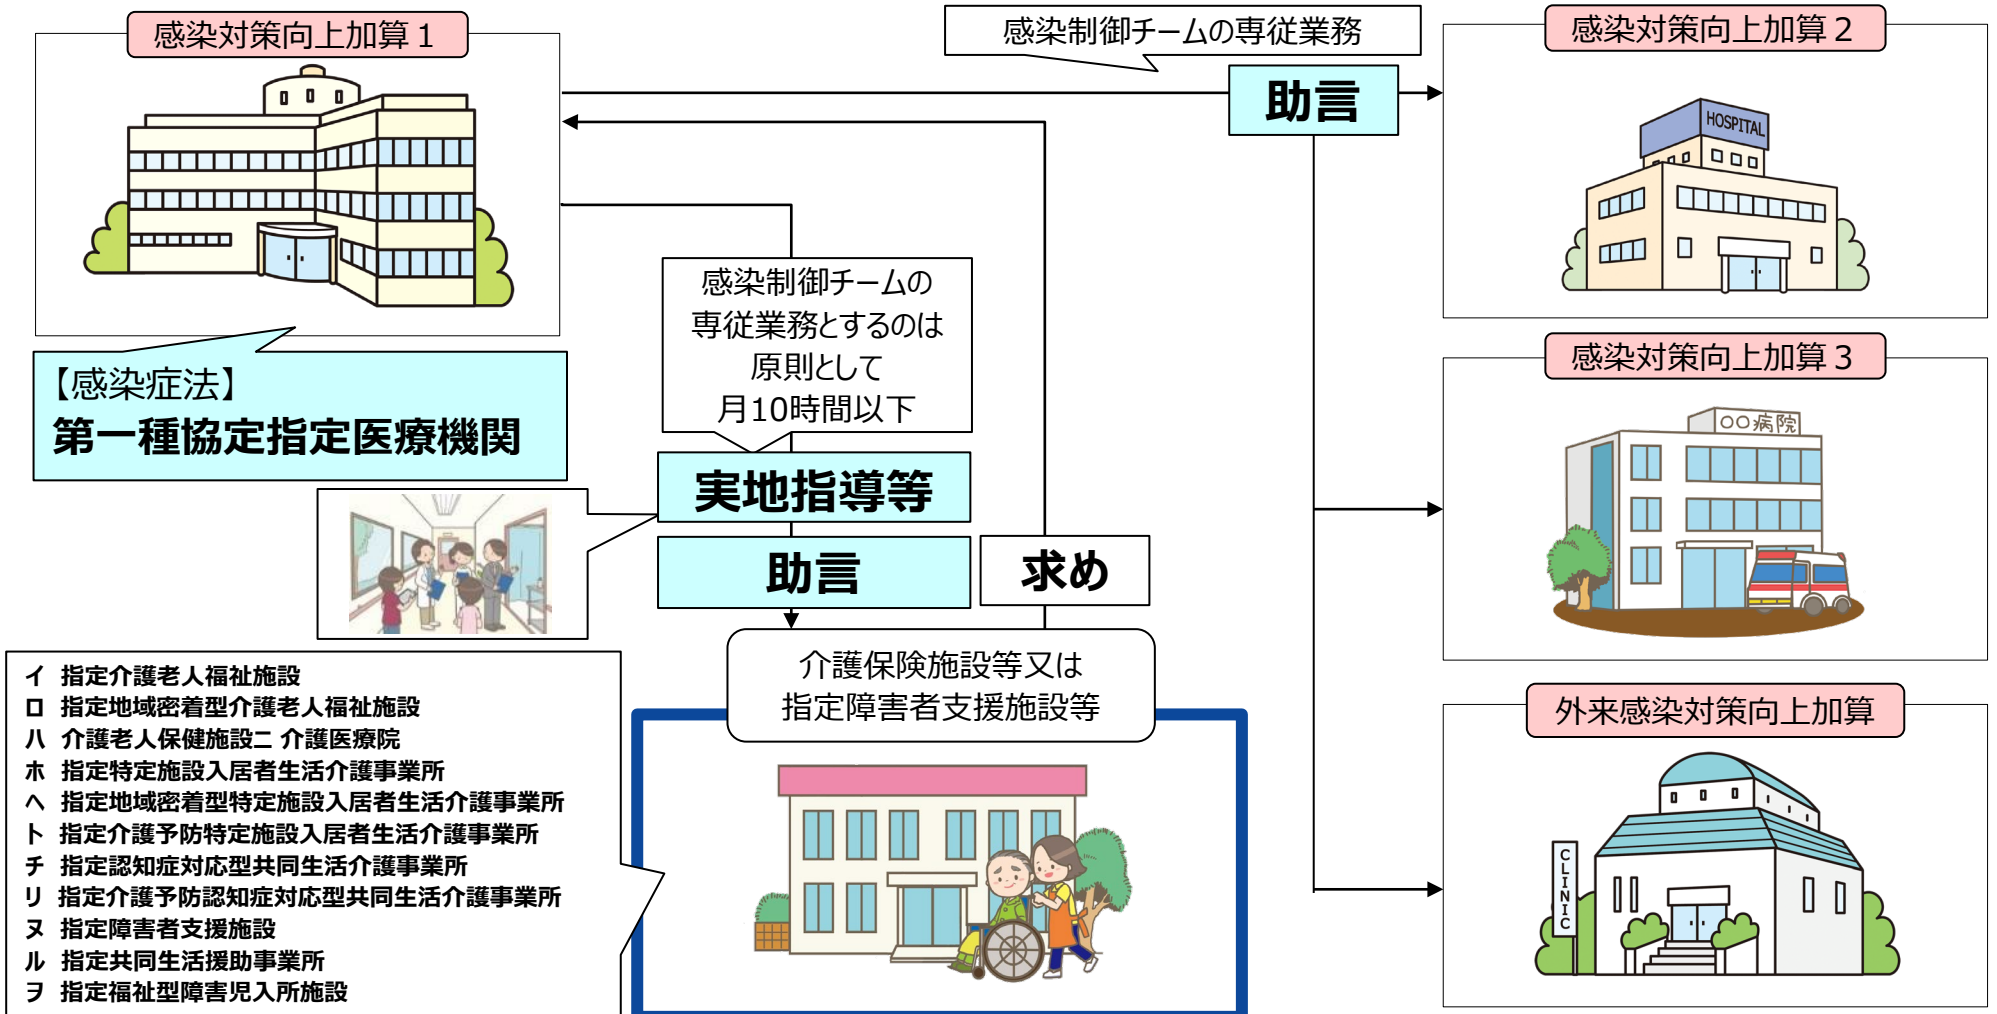 感染対策向上加算１
感染制御チームの専従業務
助言
感染対策向上加算２
HOSPITAL
感染制御チームの
専従業務とするのは
原則として
月10時間以下
【感染症法】
第一種協定指定医療機関
実地指導等
助言
求め
感染対策向上加算３
〇〇病院
介護保険施設等又は
指定障害者支援施設等
イ 指定介護老人福祉施設
ロ 指定地域密着型介護老人福祉施設
ハ 介護老人保健施設ニ 介護医療院
ホ 指定特定施設入居者生活介護事業所
ヘ 指定地域密着型特定施設入居者生活介護事業所
ト 指定介護予防特定施設入居者生活介護事業所
チ 指定認知症対応型共同生活介護事業所
リ 指定介護予防認知症対応型共同生活介護事業所
ヌ 指定障害者支援施設
ル 指定共同生活援助事業所
ヲ 指定福祉型障害児入所施設
外来感染対策向上加算
CLINIC